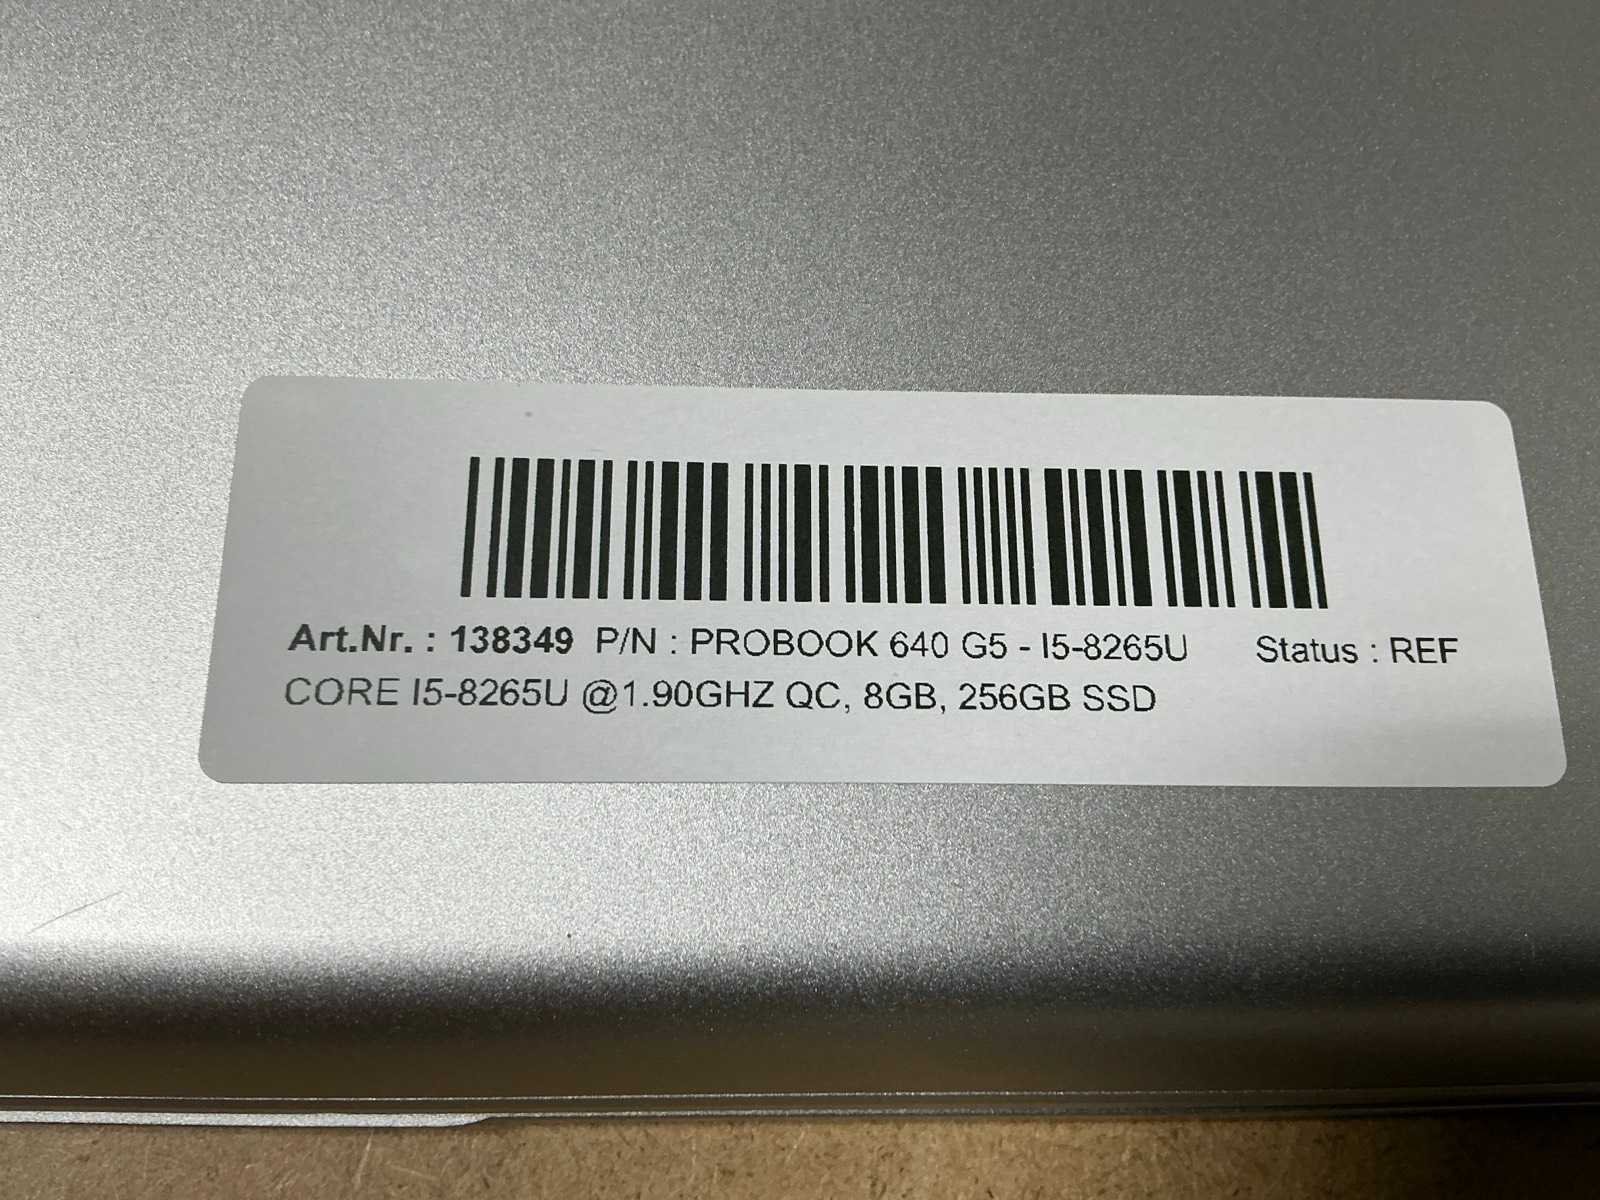 Art.Nr. : 138349 P/N : PROBOOK 640 G5 - I5-8265U Status : REF
CORE I5-8265U @1.90GHZ QC, 8GB, 256GB SSD